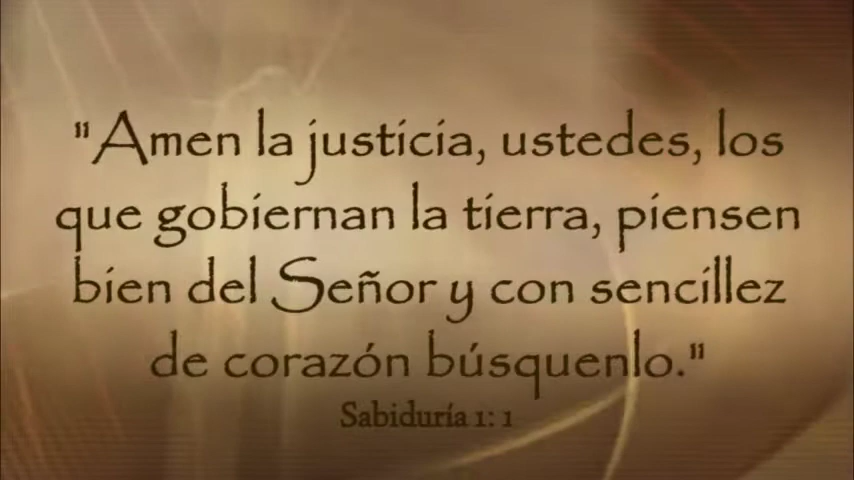 "Amen la justicia, ustedes, los
que gobiernan la tierra, piensen
bien del Señor y con sencillez
de corazón búsquenlo."
Sabiduría 1: 1